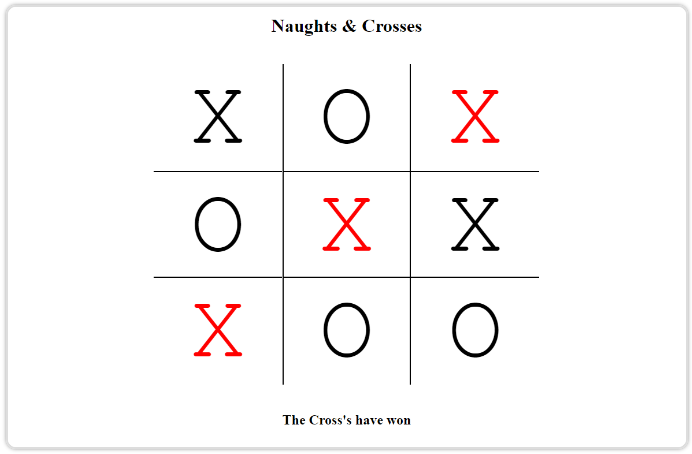 Naughts & Crosses
X O X
O X X
X O O
The Cross's have won